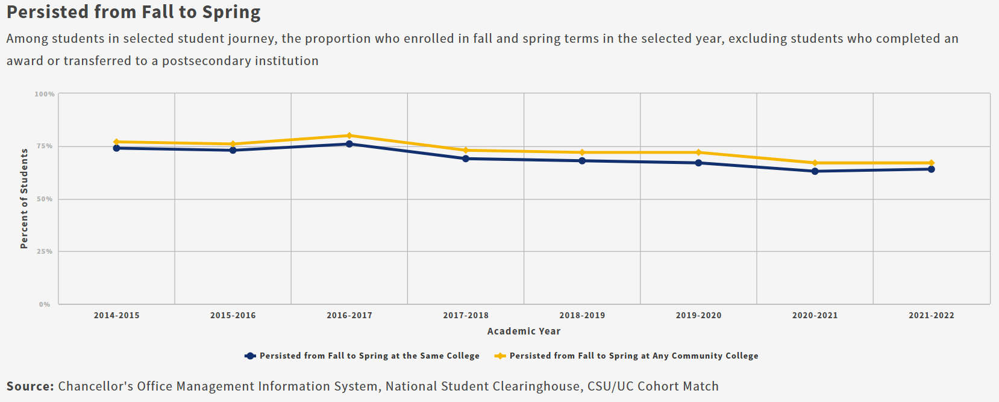 Persisted from Fall to Spring
Among students in selected student journey, the proportion who enrolled in fall and spring terms in the selected year, excluding students who completed an
award or transferred to a postsecondary institution
100%
75%
50%
25%
0%
Percent of Students
2014-2015 2015-2016 2016-2017 2017-2018 2018-2019 2019-2020 2020-2021 2021-2022
Academic Year
Persisted from Fall to Spring at the Same College Persisted from Fall to Spring at Any Community College
Source: Chancellor's Office Management Information System, National Student Clearinghouse, CSU/UC Cohort Match